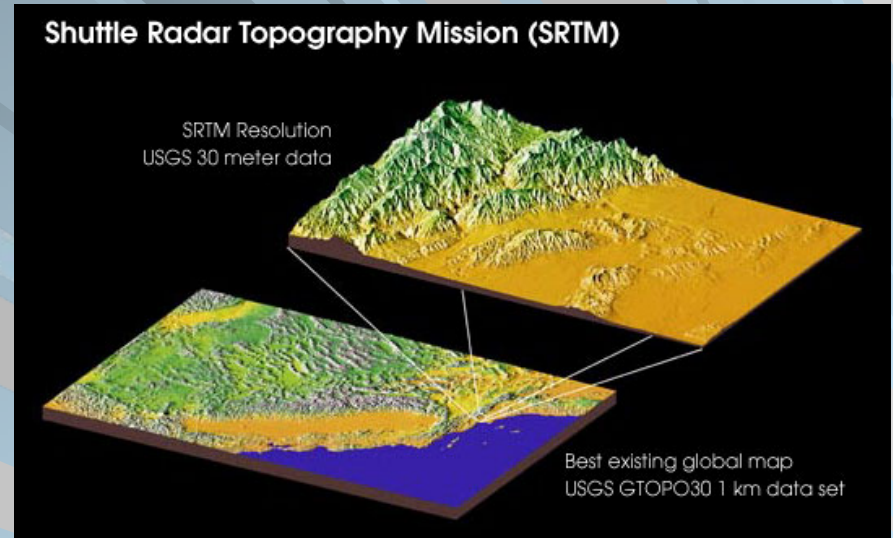 Shuttle Radar Topography Mission (SRTM)
SRTM Resolution
USGS 30 meter data
Best existing global map
USGS GTOPO30 1 km data set